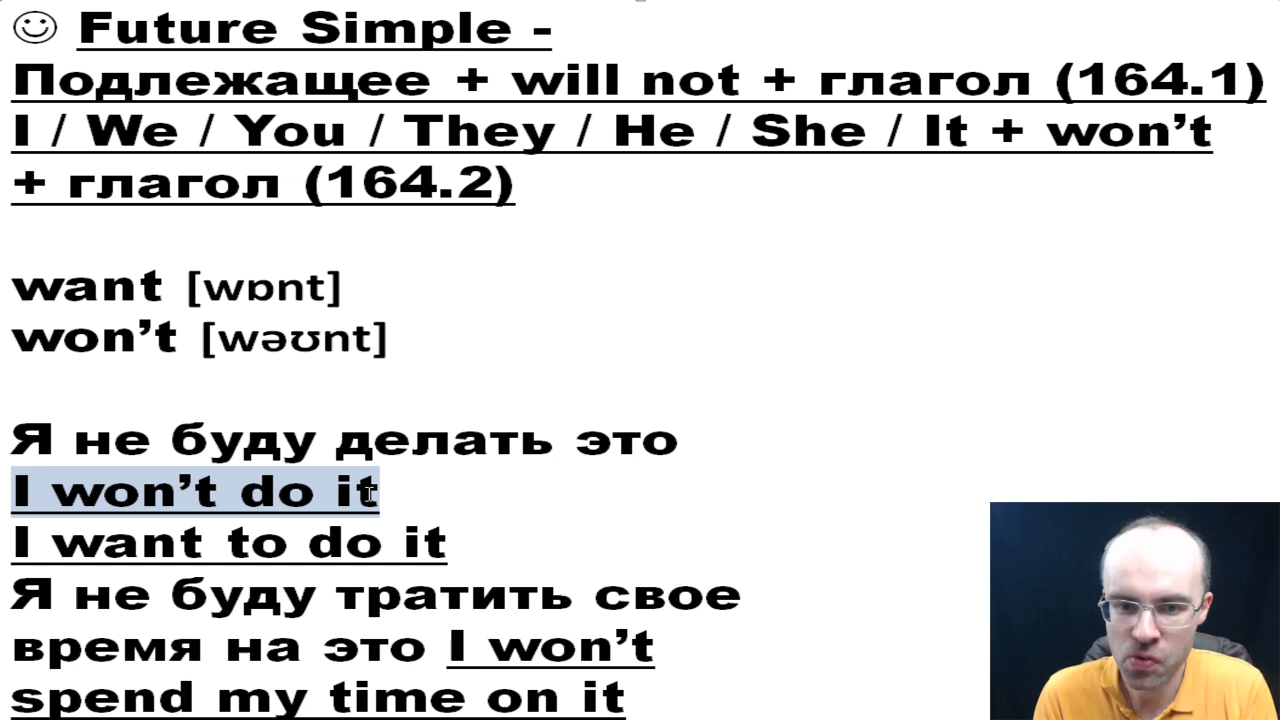 ☺ Future Simple -
Подлежащее + will not + глагол (164.1)
I / We / You / They / He / She / It + won’t
+ глагол (164.2)
want [wɒnt]
won’t [wəʊnt]
Я не буду делать это
I won’t do it
I want to do it
Я не буду тратить свое
время на это I won’t
spend my time on it